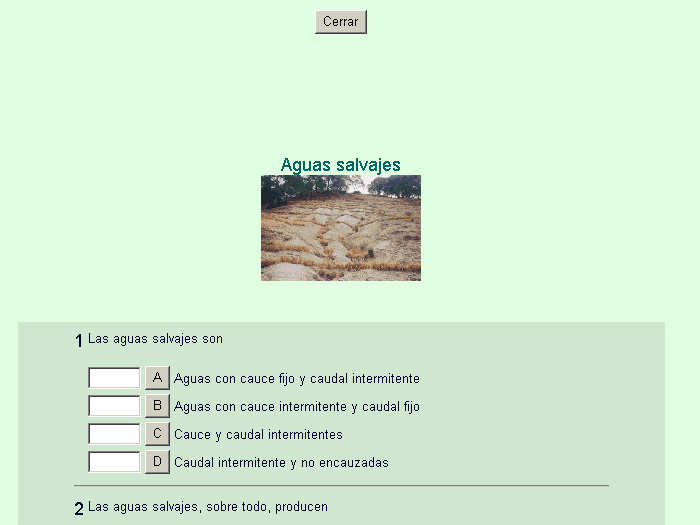 Cerrar
Aguas salvajes
1 Las aguas salvajes son
A Aguas con cauce fijo y caudal intermitente
B Aguas con cauce intermitente y caudal fijo
C Cauce y caudal intermitentes
D Caudal intermitente y no encauzadas
2 Las aguas salvajes, sobre todo, producen